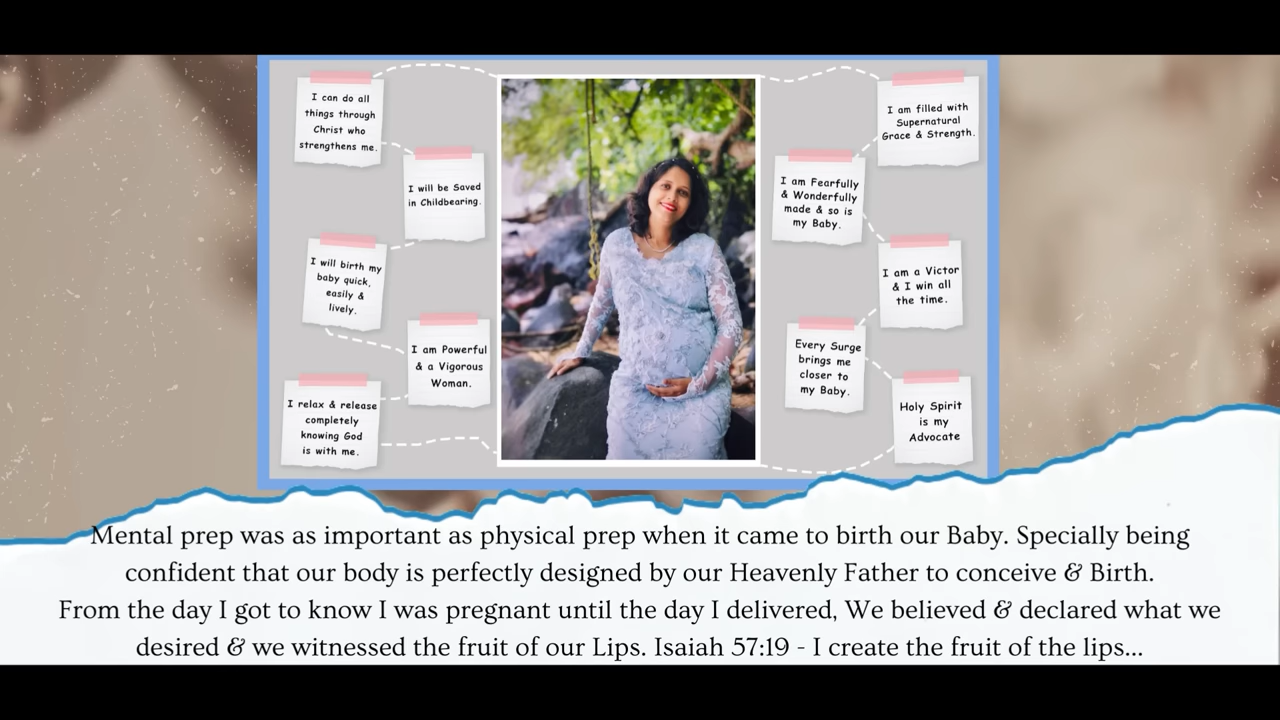 I can do all
things through
Christ who
strengthens me.
I will be Saved
in Childbearing.
I will birth my
baby quick,
easily &
lively.
I am Powerful
& a Vigorous
Woman.
I relax & release
completely
knowing God
is with me.
I am filled with
Supernatural
Grace & Strength.
I am Fearfully
& Wonderfully
made & so is
my Baby.
I am a Victor
& I win all
the time.
Every Surge
brings me
closer to
my Baby.
Holy Spirit
is my
Advocate
Mental prep was as important as physical prep when it came to birth our Baby. Specially being
confident that our body is perfectly designed by our Heavenly Father to conceive & Birth.
From the day I got to know I was pregnant until the day I delivered, We believed & declared what we
desired & we witnessed the fruit of our Lips. Isaiah 57:19 - I create the fruit of the lips...